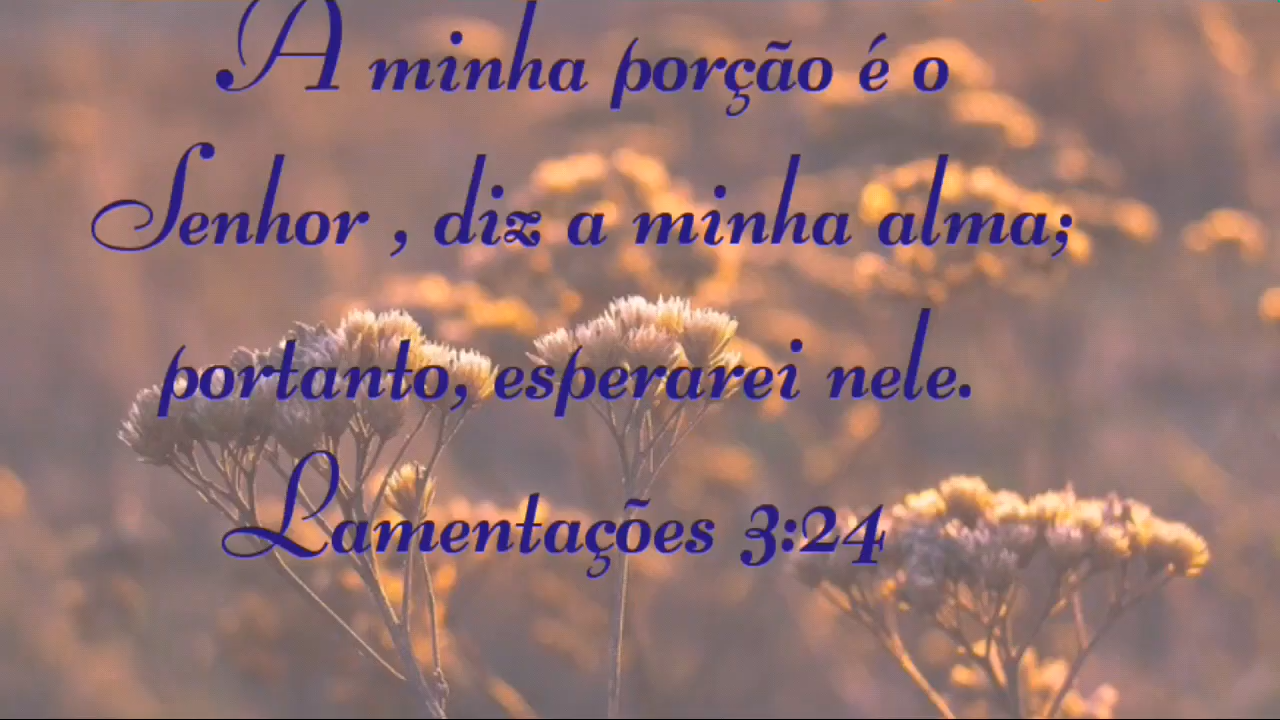 A minha porção é o
Senhor , diz a minha alma;
portanto, esperarei nele.
Lamentações 3:24